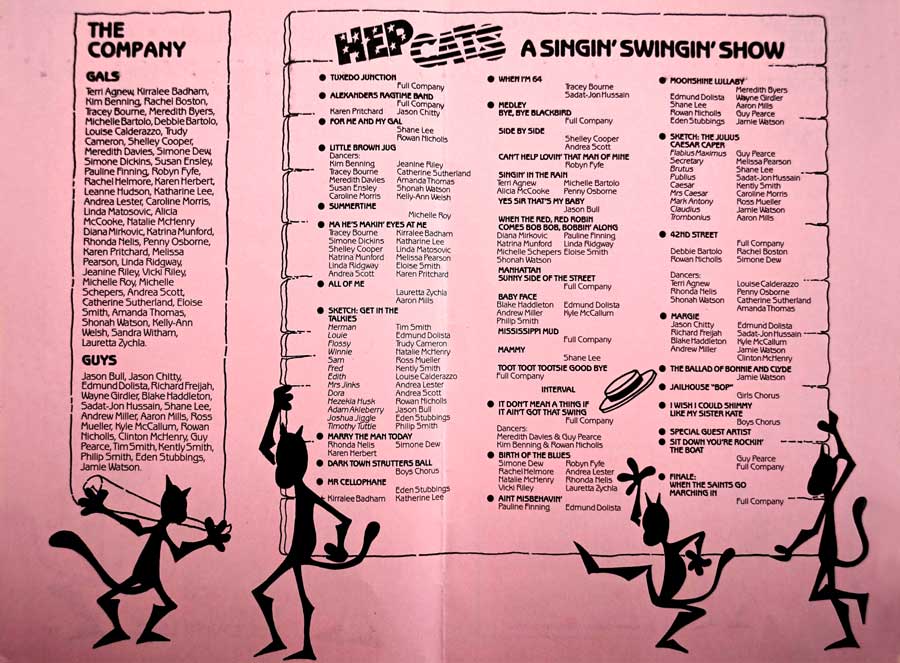 THE
COMPANY
GALS
Terri Agnew, Kirralee Badham,
Kim Benning, Rachel Boston,
Tracey Bourne, Meredith Byers,
Michelle Bartolo, Debbie Bartolo,
Louise Calderazzo, Trudy
Cameron, Shelley Cooper,
Meredith Davies, Simone Dew,
Simone Dickins, Susan Ensley,
Pauline Finning, Robyn Fyfe,
Rachel Helmore, Karen Herbert,
Leanne Hudson, Katharine Lee,
Andrea Lester, Caroline Morris,
Linda Matosovic, Alicia
McCooke, Natalie McHenry
Diana Mirkovic, Katrina Munford,
Rhonda Nelis, Penny Osborne,
Karen Pritchard, Melissa
Pearson, Linda Ridgway,
Jeanine Riley, Vicki Riley,
Michelle Roy, Michelle
Schepers, Andrea Scott,
Catherine Sutherland, Eloise
Smith, Amanda Thomas,
Shonah Watson, Kelly-Ann
Welsh, Sandra Witham,
Lauretta Zychla.
GUYS
Jason Bull, Jason Chitty,
Edmund Dolista, Richard Freijah,
Wayne Girdler, Blake Haddleton,
Sadat-Jon Hussain, Shane Lee,
Andrew Miller, Aaron Mills, Ross
Mueller, Kyle McCallum, Rowan
Nicholls, Clinton McHenry, Guy
Pearce, Tim Smith, Kently Smith,
Philip Smith, Eden Stubbings,
Jamie Watson.
HEP CATS A SINGIN' SWINGIN' SHOW
TUXEDO JUNCTION
Full Company
ALEXANDERS RAGTIME BAND
Full Company
Karen Pritchard Jason Chitty
FOR ME AND MY GAL
Shane Lee
Rowan Nicholls
LITTLE BROWN JUG
Dancers:
Kim Benning Jeanine Riley
Tracey Bourne Catherine Sutherland
Meredith Davies Amanda Thomas
Susan Ensley Shonah Watson
Caroline Morris Kelly-Ann Welsh
SUMMERTIME
Michelle Roy
MA HE'S MAKIN' EYES AT ME
Tracey Bourne Kirralee Badham
Simone Dickins Katharine Lee
Shelley Cooper Linda Matosovic
Katrina Munford Melissa Pearson
Linda Ridgway Eloise Smith
Andrea Scott Karen Pritchard
ALL OF ME
Lauretta Zychla
Aaron Mills
SKETCH: GET IN THE
TALKIES
Herman Tim Smith
Louie Edmund Dolista
Flossy Trudy Cameron
Winnie Natalie McHenry
Sam Ross Mueller
Fred Kently Smith
Edith Louise Calderazzo
Mrs Jinks Andrea Lester
Dora Andrea Scott
Hezekia Husk Rowan Nicholls
Adam Akleberry Jason Bull
Joshua Jiggle Eden Stubbings
Timothy Tuttle Philip Smith
MARRY THE MAN TODAY
Rhonda Nelis Simone Dew
Karen Herbert
DARK TOWN STRUTTERS BALL
Boys Chorus
MR CELLOPHANE
Eden Stubbings
Kirralee Badham Katherine Lee
WHEN I'M 64
Tracey Bourne
Sadat-Jon Hussain
MEDLEY
BYE, BYE BLACKBIRD
Full Company
SIDE BY SIDE
Shelley Cooper
Andrea Scott
CAN'T HELP LOVIN' THAT MAN OF MINE
Robyn Fyfe
SINGIN' IN THE RAIN
Terri Agnew Michelle Bartolo
Alicia McCooke Penny Osborne
YES SIR THAT'S MY BABY
Jason Bull
WHEN THE RED, RED ROBIN
COMES BOB BOB, BOBBIN' ALONG
Diana Mirkovic Pauline Finning
Katrina Munford Linda Ridgway
Michelle Schepers Eloise Smith
Shonah Watson
MANHATTAN
SUNNY SIDE OF THE STREET
Full Company
BABY FACE
Blake Haddleton Edmund Dolista
Andrew Miller Kyle McCallum
Philip Smith
MISSISSIPPI MUD
Full Company
MAMMY
Shane Lee
TOOT TOOT TOOTSIE GOOD BYE
Full Company
INTERVAL
IT DON'T MEAN A THING IF
IT AIN'T GOT THAT SWING
Full Company
Dancers:
Meredith Davies & Guy Pearce
Kim Benning & Rowan Nicholls
BIRTH OF THE BLUES
Simone Dew Robyn Fyfe
Rachel Helmore Andrea Lester
Natalie McHenry Rhonda Nelis
Vicki Riley Lauretta Zychla
AINT MISBEHAVIN'
Pauline Finning Edmund Dolista
MOONSHINE LULLABY
Meredith Byers
Edmund Dolista Wayne Girdler
Shane Lee Aaron Mills
Rowan Nicholls Guy Pearce
Eden Stubbings Jamie Watson
SKETCH: THE JULIUS
CAESAR CAPER
Flabius Maximus Guy Pearce
Secretary Melissa Pearson
Brutus Shane Lee
Publius Sadat-Jon Hussain
Caesar Kently Smith
Mrs Caesar Caroline Morris
Mark Antony Ross Mueller
Claudius Jamie Watson
Trombonius Aaron Mills
42ND STREET
Full Company
Debbie Bartolo Rachel Boston
Rowan Nicholls Simone Dew
Dancers:
Terri Agnew Louise Calderazzo
Rhonda Nelis Penny Osborne
Shonah Watson Catherine Sutherland
Amanda Thomas
MARGIE
Jason Chitty Edmund Dolista
Richard Freijah Sadat-Jon Hussain
Blake Haddleton Kyle McCallum
Andrew Miller Jamie Watson
Clinton McHenry
THE BALLAD OF BONNIE AND CLYDE
Jamie Watson
JAILHOUSE "BOP"
Girls Chorus
I WISH I COULD SHIMMY
LIKE MY SISTER KATE
Boys Chorus
SPECIAL GUEST ARTIST
SIT DOWN YOU'RE ROCKIN'
THE BOAT
Guy Pearce
Full Company
FINALE:
WHEN THE SAINTS GO
MARCHING IN
Full Company